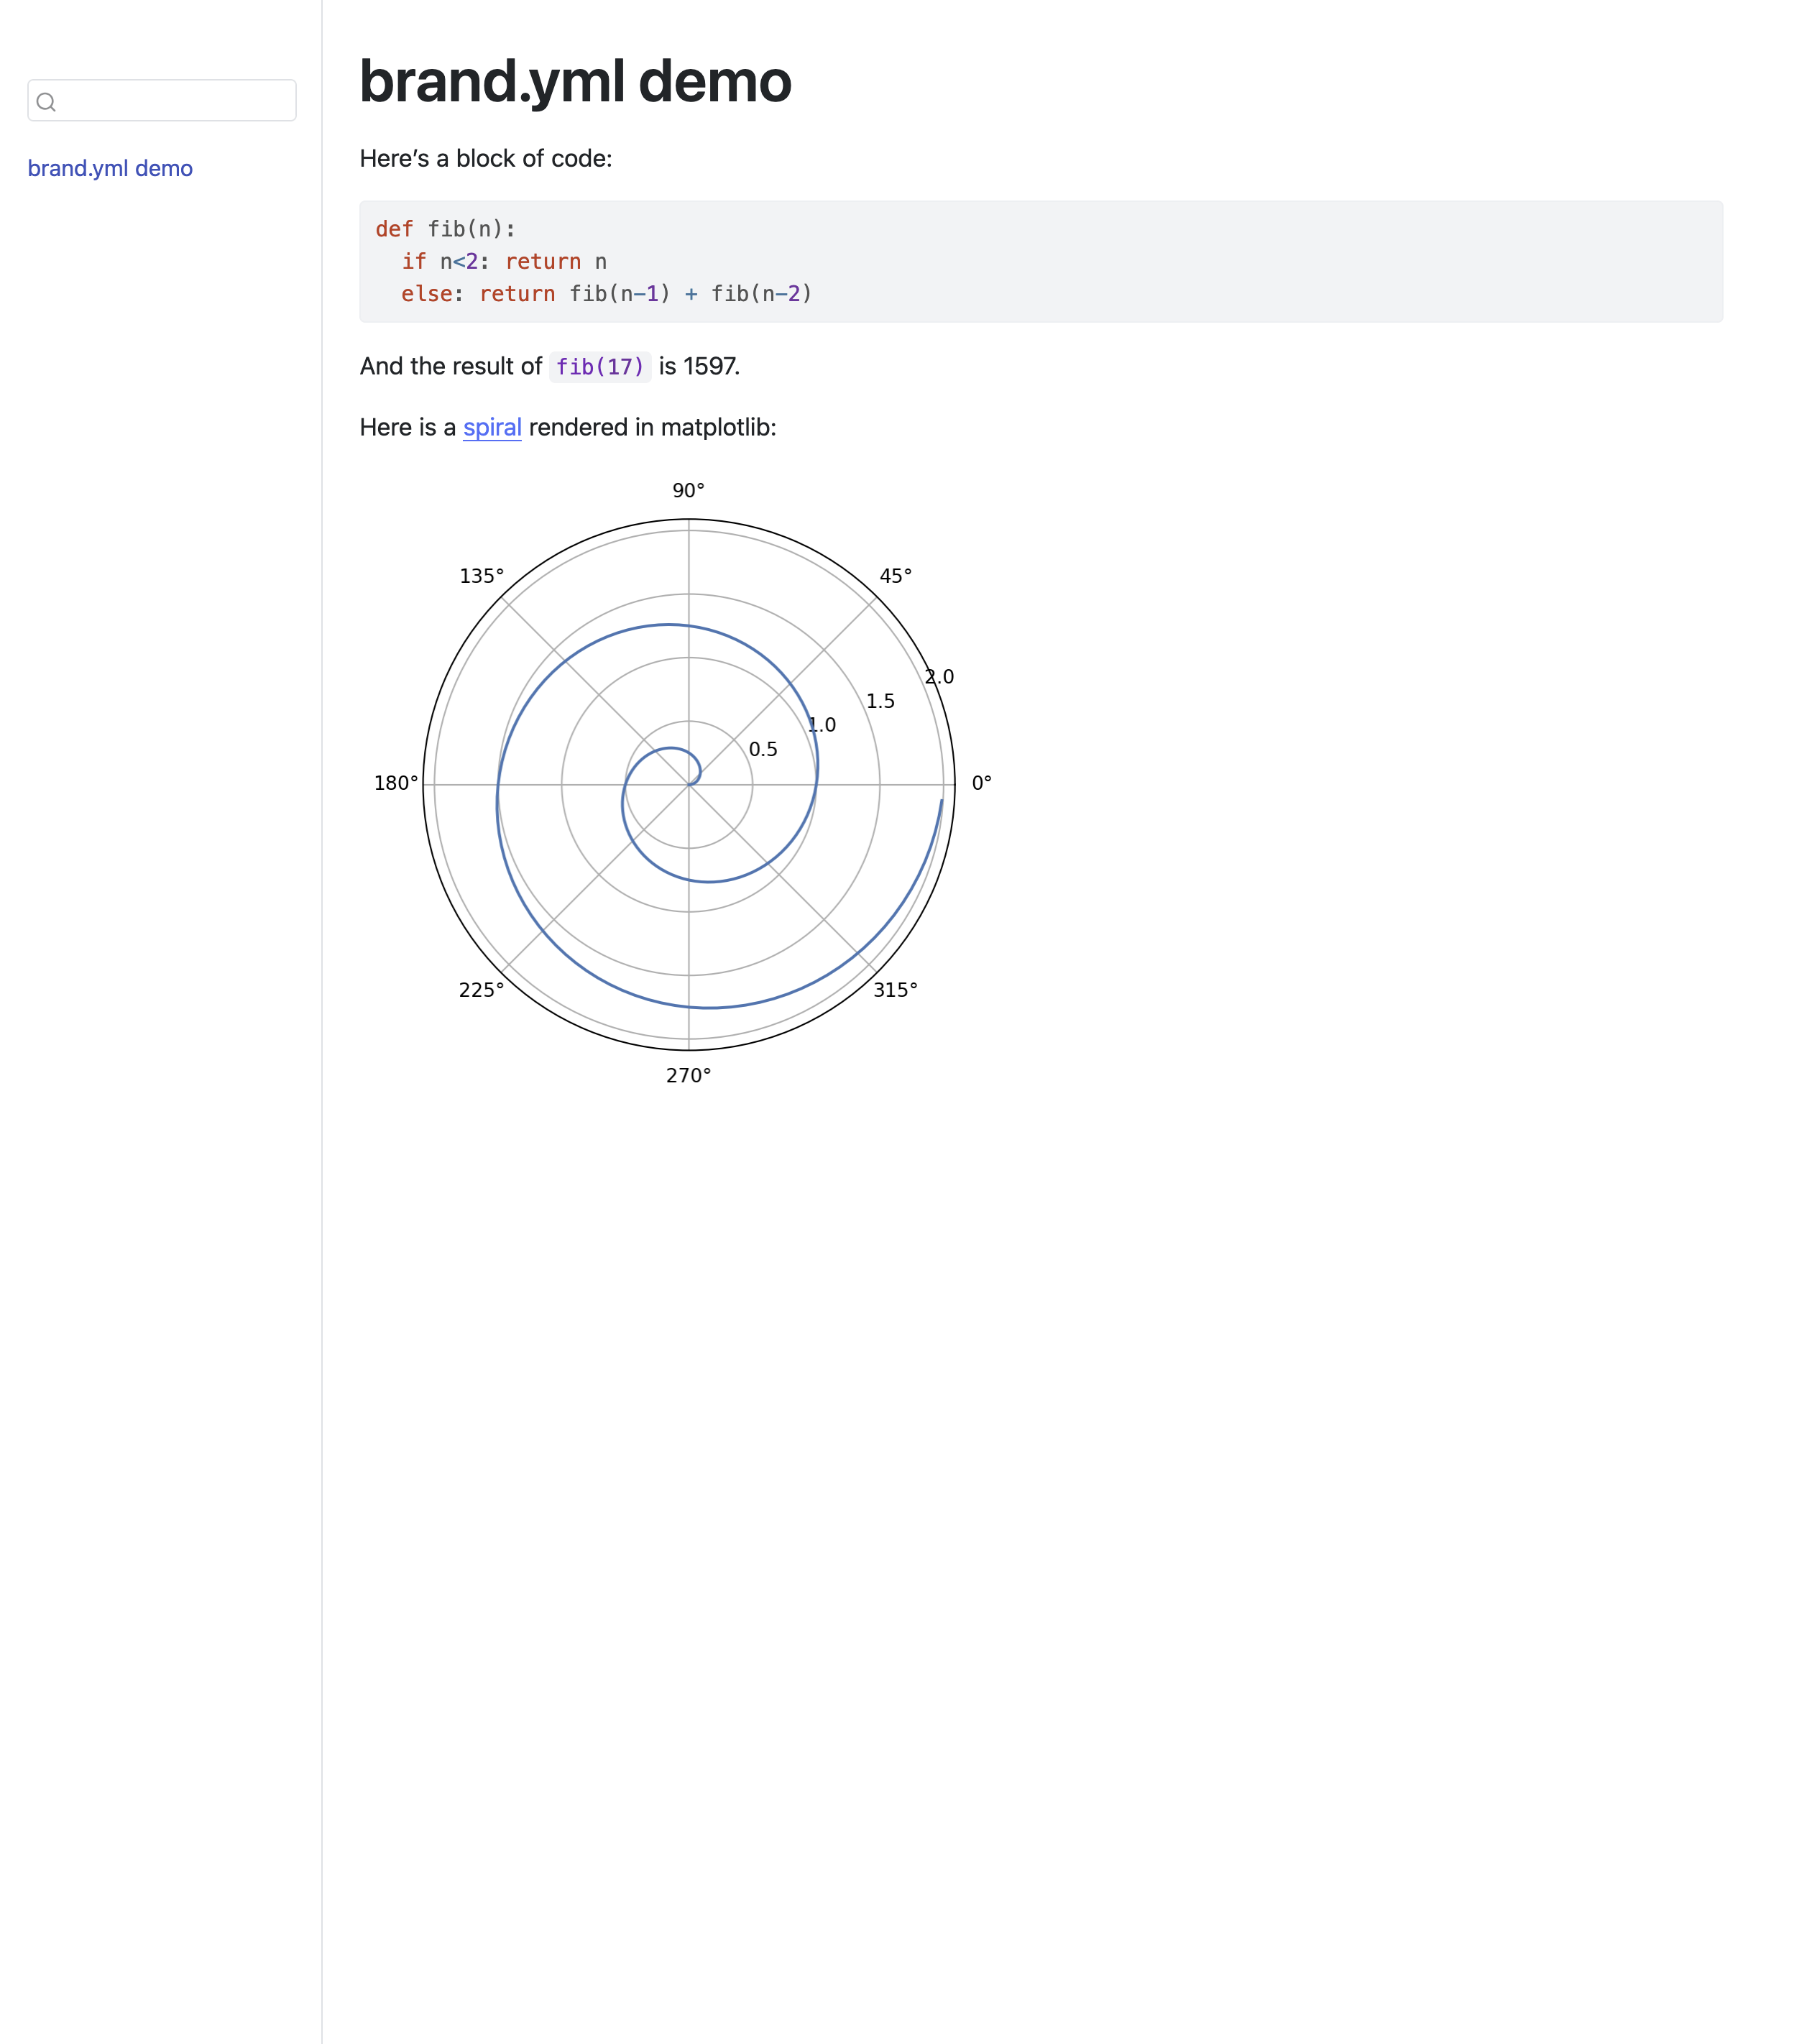 brand.yml demo
brand.yml demo
Here’s a block of code:
def fib(n):
  if n<2: return n
  else: return fib(n-1) + fib(n-2)
And the result of fib(17) is 1597.
Here is a spiral rendered in matplotlib:
90°
135°
45°
2.0
1.5
1.0
0.5
180°
0°
225°
315°
270°